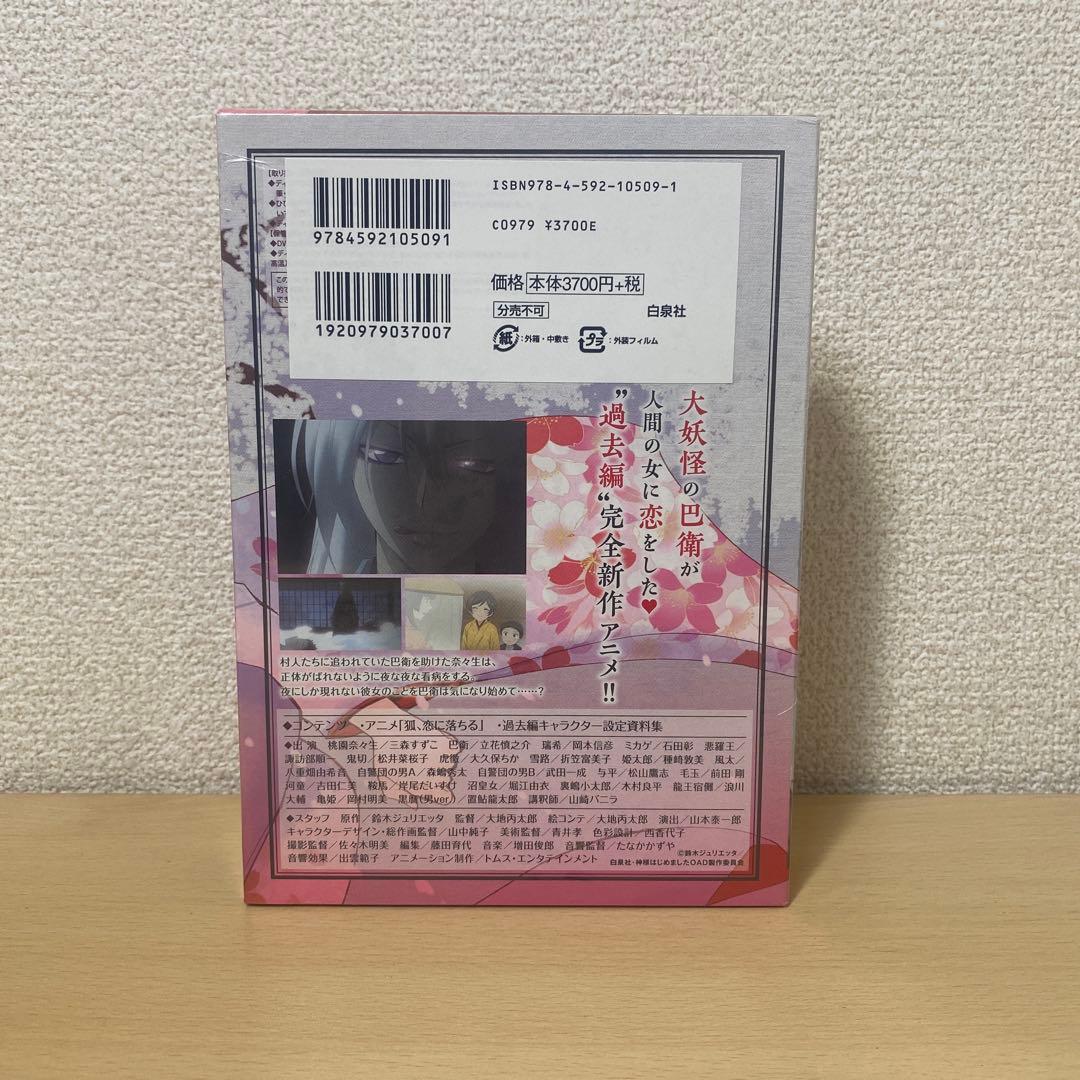 【取り
◆ディ
◆ひび
【保管
◆DV
◆ディ
高温
この
的で
でき
ISBN978-4-592-10509-1
C0979 ¥3700E
9784592105091
価格 本体3700円+税
分売不可
白泉社
1920979037007
紙:外箱・中敷き プラ:外装フィルム
大妖怪の巴衛が
人間の女に恋をした♥
"過去編"完全新作アニメ!!
村人たちに追われていた巴衛を助けた奈々生は、
正体がばれないように夜な夜な看病をする。
夜にしか現れない彼女のことを巴衛は気になり始めて……?
◆コンテンツ ・アニメ「狐、恋に落ちる」 ・過去編キャラクター設定資料集
◆出 演 桃園奈々生/三森すずこ 巴衛/立花慎之介 瑞希/岡本信彦 ミカゲ/石田彰 悪羅王/
諏訪部順一 鬼切/松井菜桜子 虎徹/大久保ちか 雪路/折笠富美子 姫太郎/種﨑敦美 風太/
八重畑由希音 自警団の男A/森嶋秀太 自警団の男B/武田一成 与平/松山鷹志 毛玉/前田 剛
河童/吉田仁美 鞍馬/岸尾だいすけ 沼皇女/堀江由衣 裏嶋小太郎/木村良平 龍王宿儺/浪川
大輔 亀姫/岡村明美 黒麿(男ver.)/置鮎龍太郎 講釈師/山崎バニラ
◆スタッフ 原作/鈴木ジュリエッタ 監督/大地丙太郎 絵コンテ/大地丙太郎 演出/山本泰一郎
キャラクターデザイン・総作画監督/山中純子 美術監督/青井孝 色彩設計/西香代子
撮影監督/佐々木明美 編集/藤田育代 音楽/増田俊郎 音響監督/たなかかずや
音響効果/出雲範子 アニメーション制作/トムス・エンタテインメント
©鈴木ジュリエッタ
白泉社・神様はじめましたOAD製作委員会